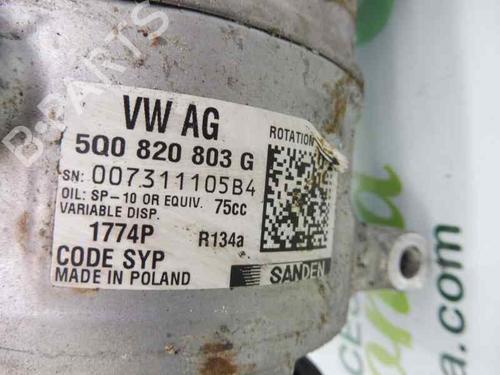 VW AG
5Q0 820 803 G
ROTATION
SN: 007311105B4
OIL: SP-10 OR EQUIV. 75CC
VARIABLE DISP.
1774P R134a
CODE SYP
MADE IN POLAND
SANDEN
B-PARTS
.com